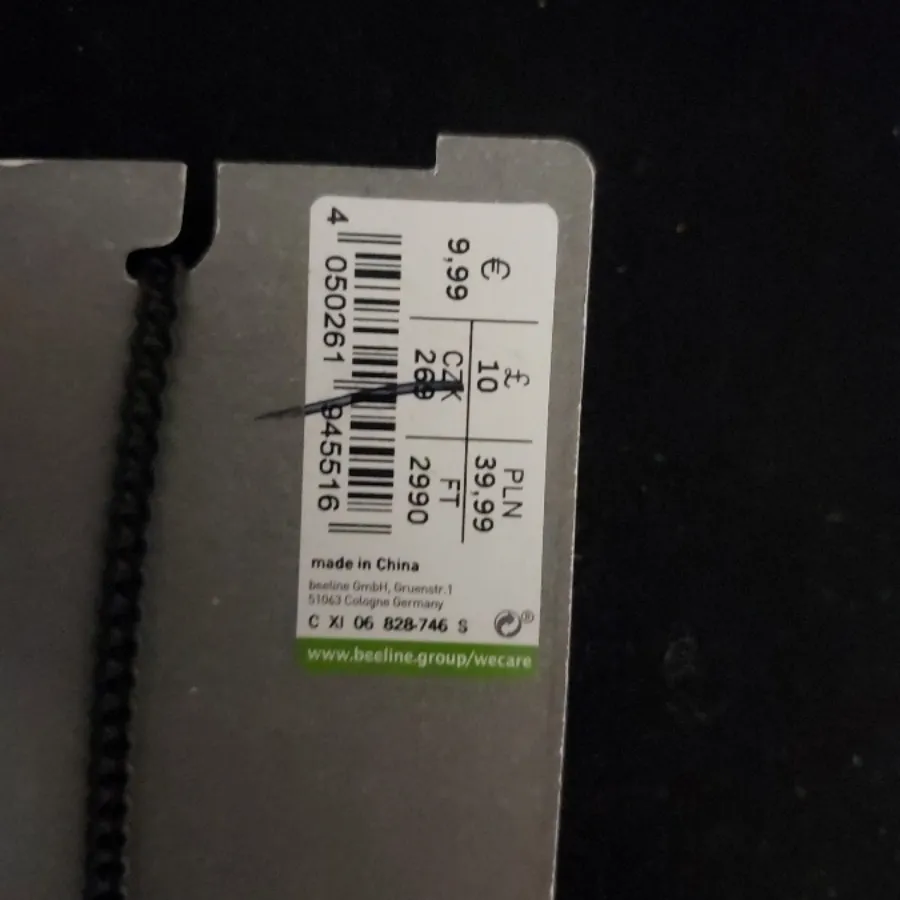 €
9,99
£
10
PLN
39,99
CZK
269
FT
2990
4 050261 945516
made in China
beeline GmbH, Gruenstr.1
51063 Cologne Germany
C XI 06 828-746 S
®
www.beeline.group/wecare